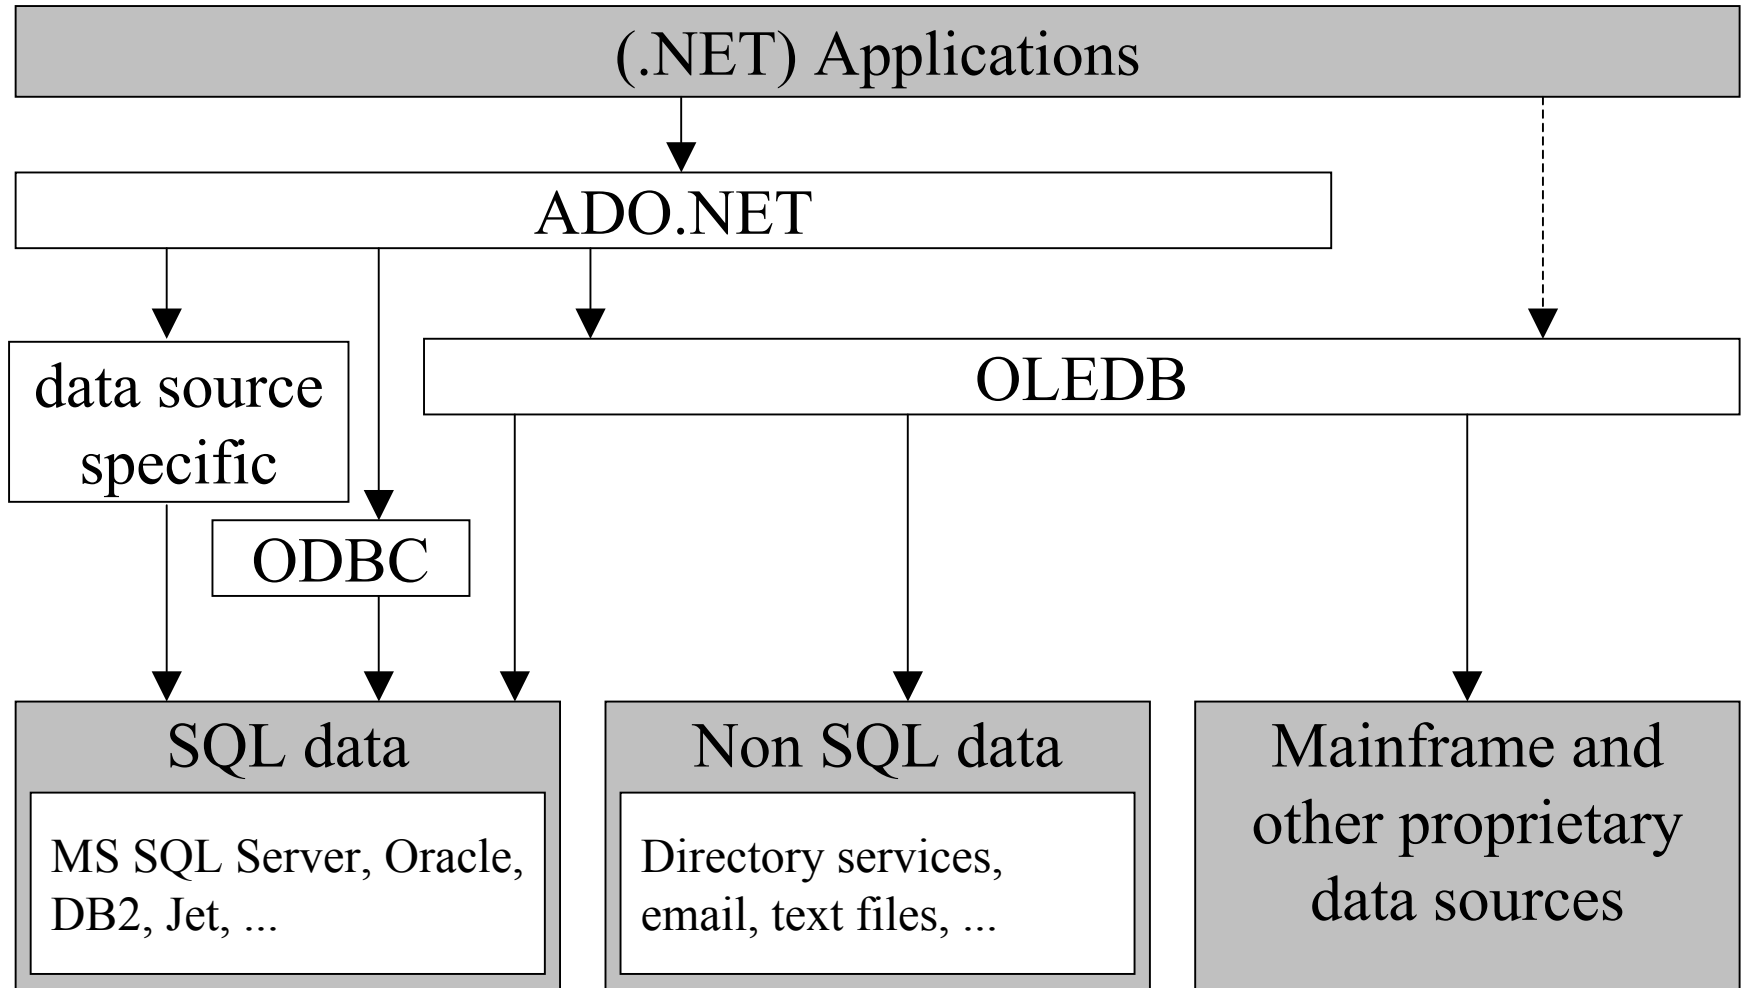 (.NET) Applications
ADO.NET
data source
specific
OLEDB
ODBC
SQL data
MS SQL Server, Oracle,
DB2, Jet, ...
Non SQL data
Directory services,
email, text files, ...
Mainframe and
other proprietary
data sources